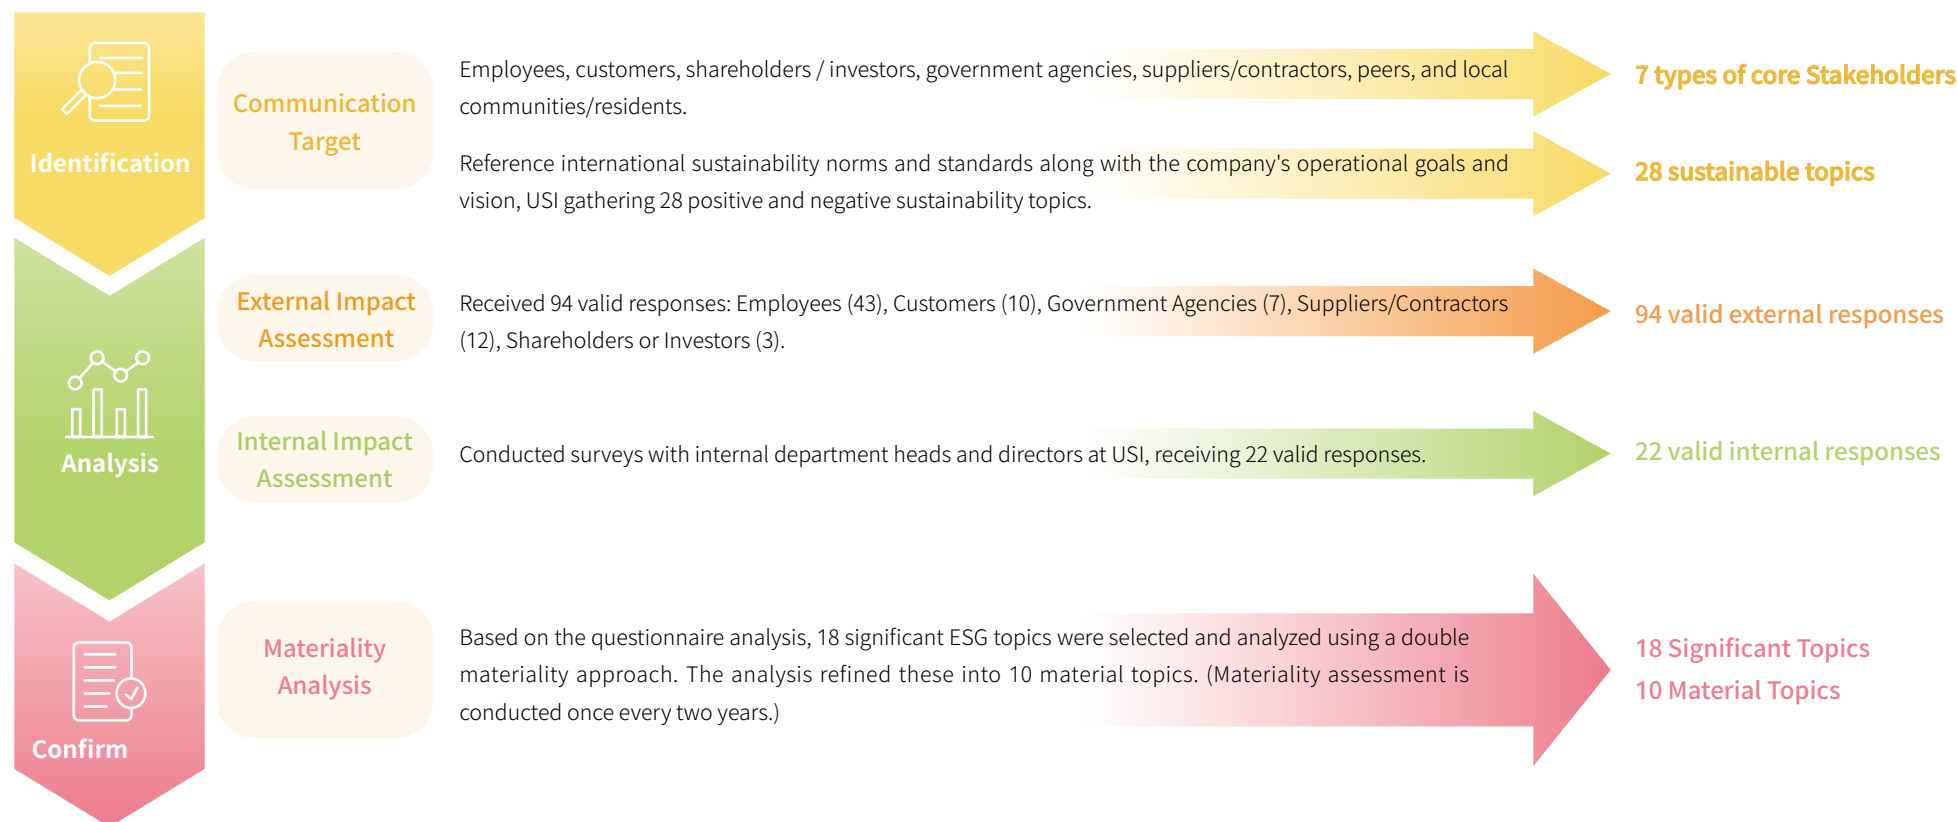 Identification
Communication
Target
Employees, customers, shareholders / investors, government agencies, suppliers/contractors, peers, and local
communities/residents.
7 types of core Stakeholders
Reference international sustainability norms and standards along with the company's operational goals and
vision, USI gathering 28 positive and negative sustainability topics.
28 sustainable topics
Analysis
External Impact
Assessment
Received 94 valid responses: Employees (43), Customers (10), Government Agencies (7), Suppliers/Contractors
(12), Shareholders or Investors (3).
94 valid external responses
Internal Impact
Assessment
Conducted surveys with internal department heads and directors at USI, receiving 22 valid responses.
22 valid internal responses
Confirm
Materiality
Analysis
Based on the questionnaire analysis, 18 significant ESG topics were selected and analyzed using a double
materiality approach. The analysis refined these into 10 material topics. (Materiality assessment is
conducted once every two years.)
18 Significant Topics
10 Material Topics